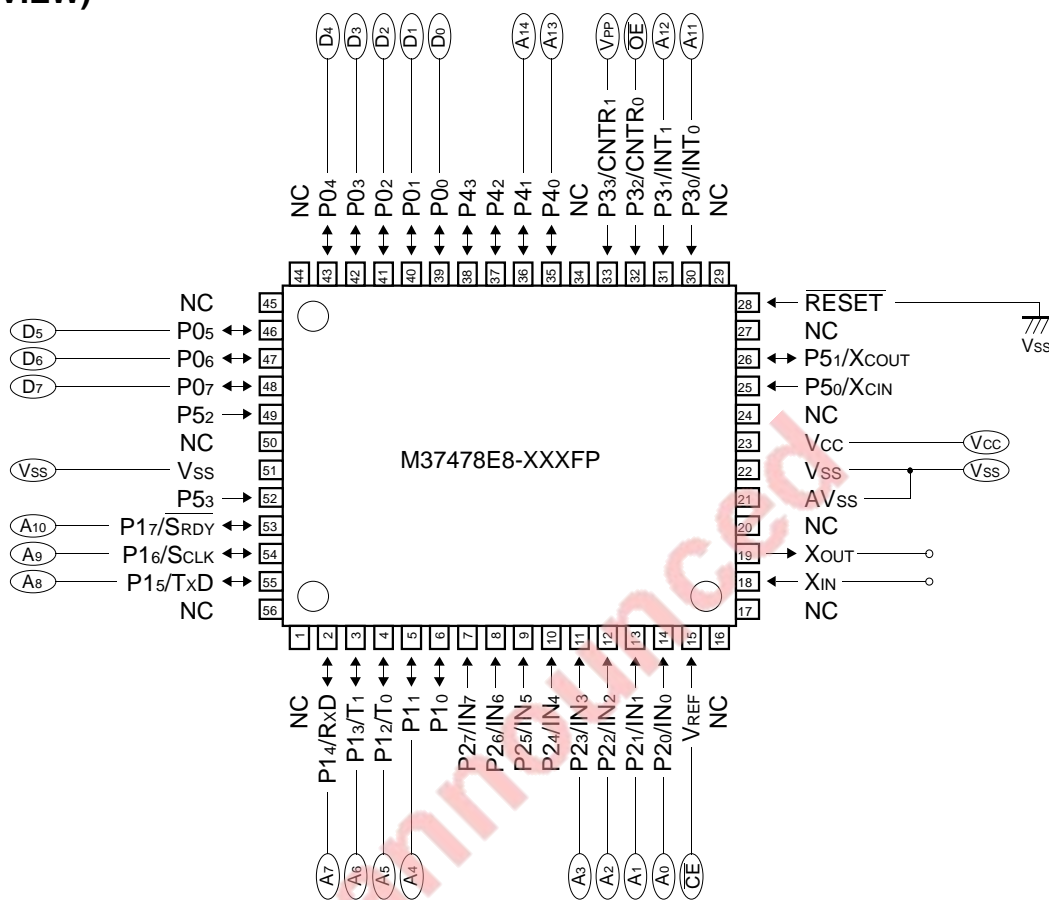 VIEW)
D4 D3 D2 D1 D0 A14 A13 VPP OE A12 A11
NC P04 P03 P02 P01 P00 P43 P42 P41 P40 NC P33/CNTR1 P32/CNTR0 P31/INT1 P30/INT0 NC
44 43 42 41 40 39 38 37 36 35 34 33 32 31 30 29
NC 45
D5 P05 46
D6 P06 47
D7 P07 48
P52 49
NC 50
VSS VSS 51
P53 52
A10 P17/SRDY 53
A9 P16/SCLK 54
A8 P15/TXD 55
NC 56
M37478E8-XXXFP
28 RESET
VSS
27 NC
26 P51/XCOUT
25 P50/XCIN
24 NC
23 VCC VCC
22 VSS VSS
21 AVSS
20 NC
19 XOUT
18 XIN
17 NC
1 2 3 4 5 6 7 8 9 10 11 12 13 14 15 16
NC P14/RXD P13/T1 P12/T0 P11 P10 P27/IN7 P26/IN6 P25/IN5 P24/IN4 P23/IN3 P22/IN2 P21/IN1 P20/IN0 VREF NC
A7 A6 A5 A4 A3 A2 A1 A0 CE
announced